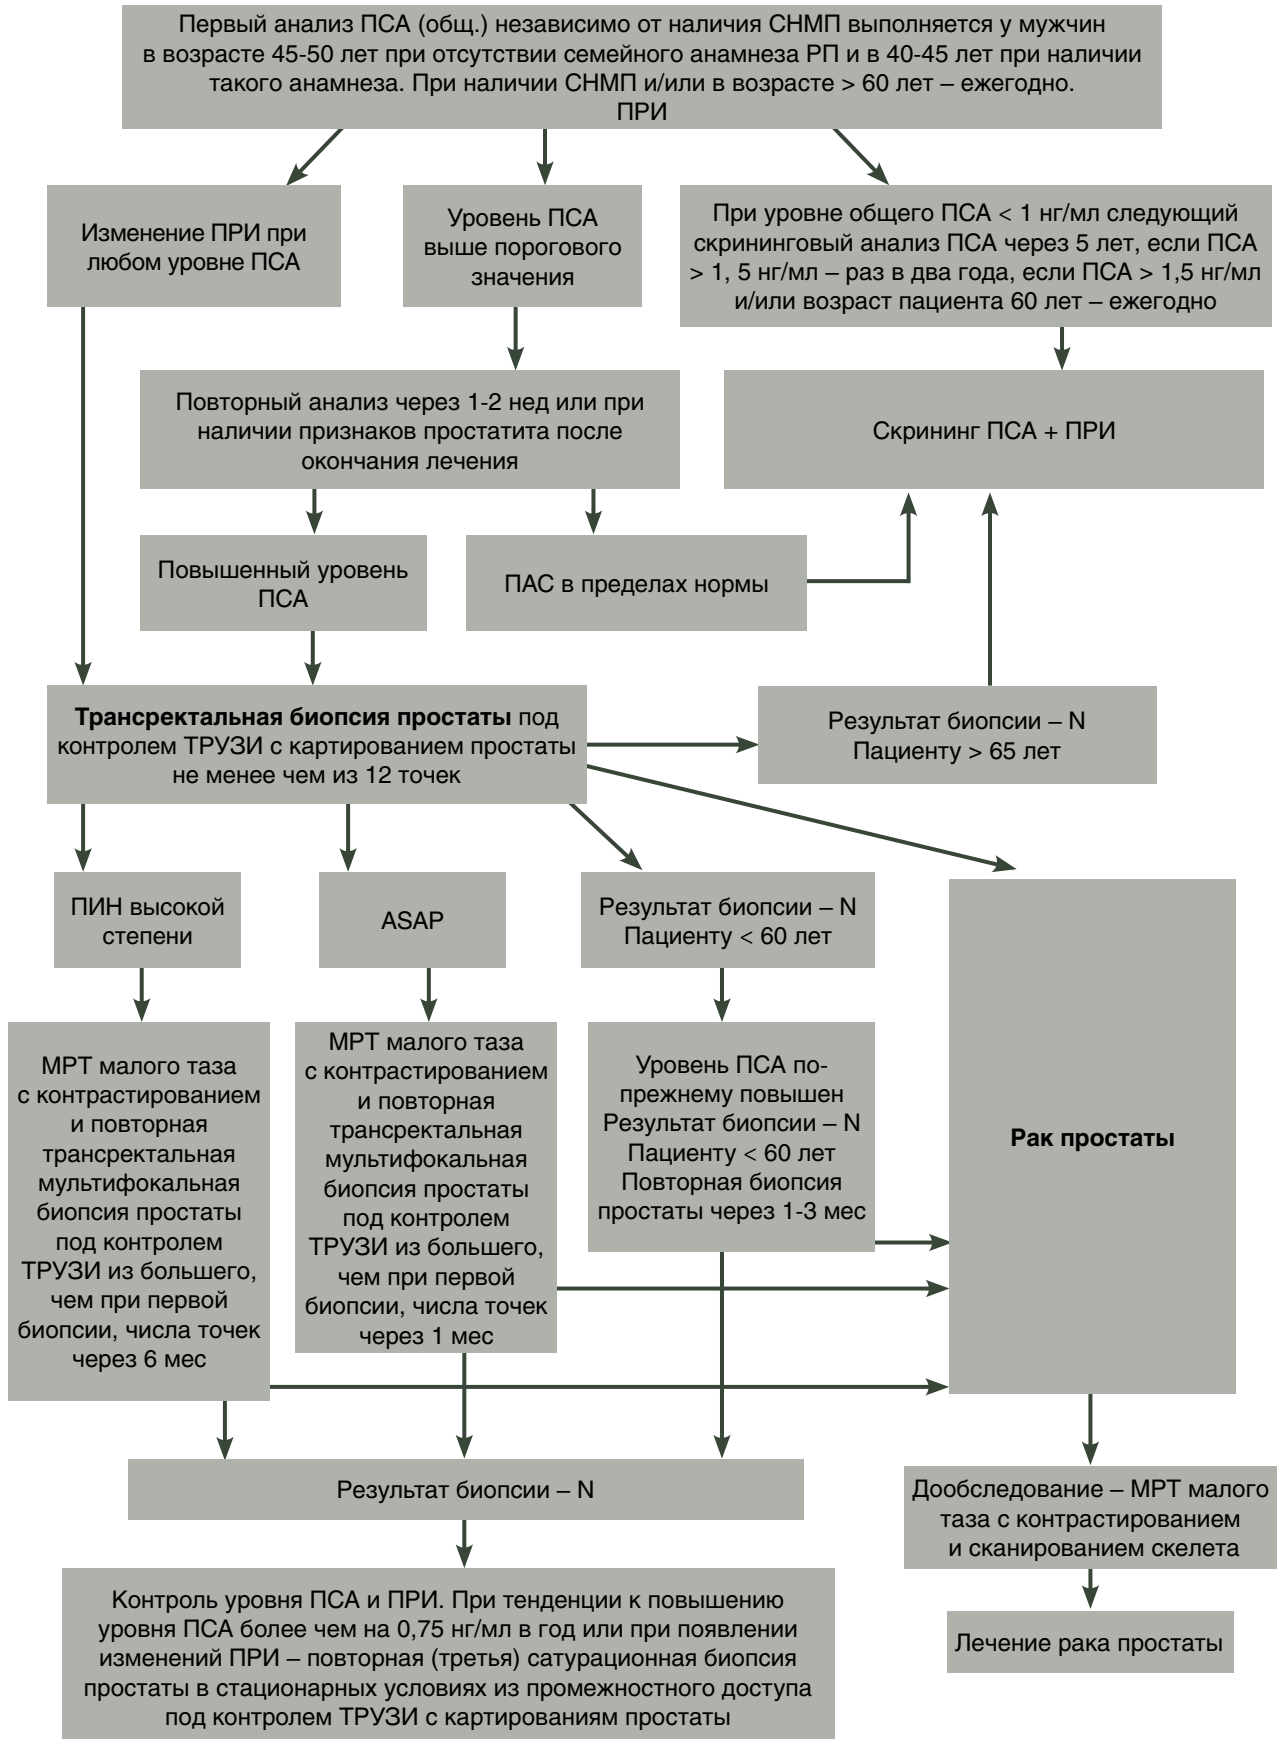 Первый анализ ПСА (общ.) независимо от наличия СНМП выполняется у мужчин
в возрасте 45-50 лет при отсутствии семейного анамнеза РП и в 40-45 лет при наличии
такого анамнеза. При наличии СНМП и/или в возрасте > 60 лет – ежегодно.
ПРИ
Изменение ПРИ при
любом уровне ПСА
Уровень ПСА
выше порогового
значения
При уровне общего ПСА < 1 нг/мл следующий
скрининговый анализ ПСА через 5 лет, если ПСА
> 1, 5 нг/мл – раз в два года, если ПСА > 1,5 нг/мл
и/или возраст пациента 60 лет – ежегодно
Повторный анализ через 1-2 нед или при
наличии признаков простатита после
окончания лечения
Скрининг ПСА + ПРИ
Повышенный уровень
ПСА
ПАС в пределах нормы
Трансректальная биопсия простаты под
контролем ТРУЗИ с картированием простаты
не менее чем из 12 точек
Результат биопсии – N
Пациенту > 65 лет
ПИН высокой
степени
ASAP
Результат биопсии – N
Пациенту < 60 лет
МРТ малого таза
с контрастированием
и повторная
трансректальная
мультифокальная
биопсия простаты
под контролем
ТРУЗИ из большего,
чем при первой
биопсии, числа точек
через 6 мес
МРТ малого таза
с контрастированием
и повторная
трансректальная
мультифокальная
биопсия простаты
под контролем
ТРУЗИ из большего,
чем при первой
биопсии, числа точек
через 1 мес
Уровень ПСА по-
прежнему повышен
Результат биопсии – N
Пациенту < 60 лет
Повторная биопсия
простаты через 1-3 мес
Рак простаты
Результат биопсии – N
Дообследование – МРТ малого
таза с контрастированием
и сканированием скелета
Контроль уровня ПСА и ПРИ. При тенденции к повышению
уровня ПСА более чем на 0,75 нг/мл в год или при появлении
изменений ПРИ – повторная (третья) сатурационная биопсия
простаты в стационарных условиях из промежностного доступа
под контролем ТРУЗИ с картированиям простаты
Лечение рака простаты